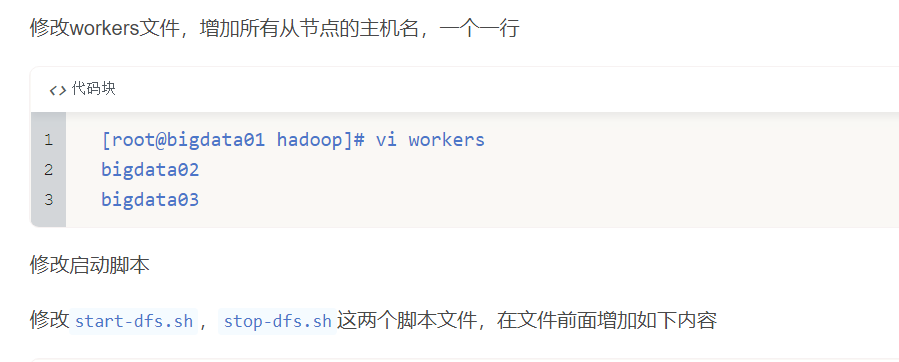 修改workers文件，增加所有从节点的主机名，一个一行
<> 代码块
1 [root@bigdata01 hadoop]# vi workers
2 bigdata02
3 bigdata03
修改启动脚本
修改 start-dfs.sh ， stop-dfs.sh 这两个脚本文件，在文件前面增加如下内容